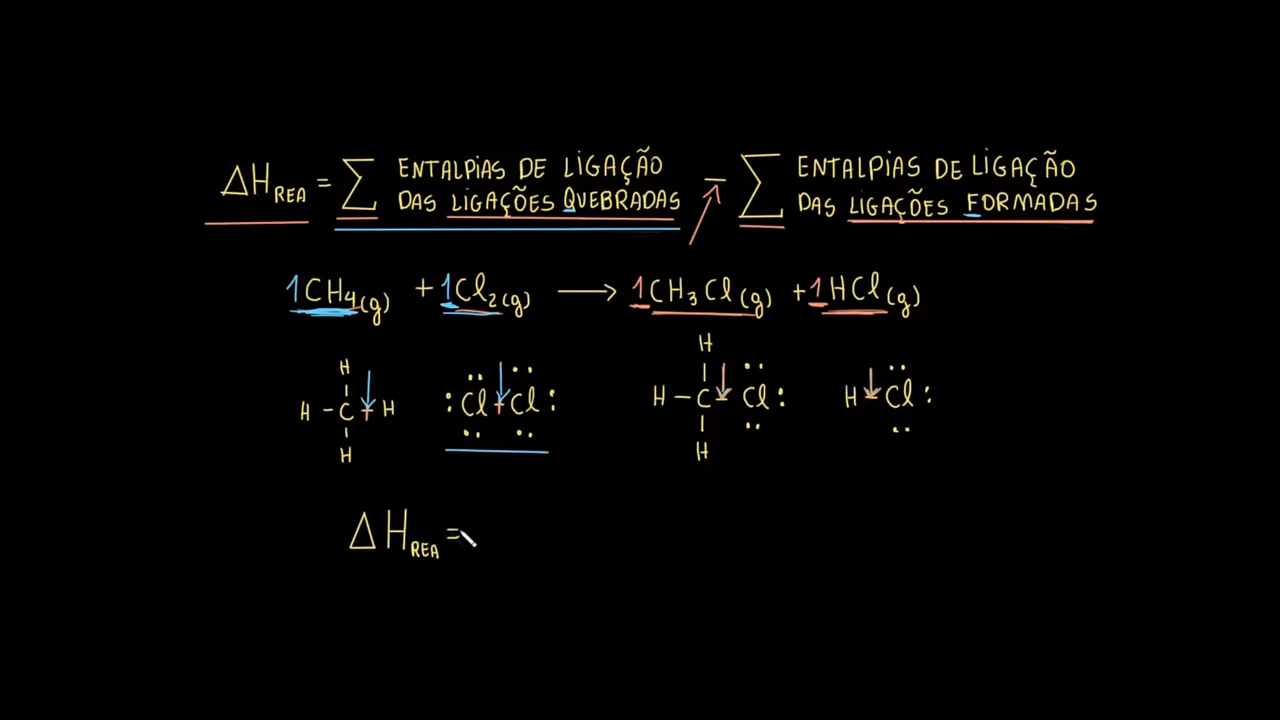 ΔH_REA = Σ ENTALPIAS DE LIGAÇÃO DAS LIGAÇÕES QUEBRADAS − Σ ENTALPIAS DE LIGAÇÃO DAS LIGAÇÕES FORMADAS
1CH₄(g) + 1Cl₂(g) → 1CH₃Cl(g) + 1HCl(g)
H
H
H – C – H :Cl – Cl: H – C – Cl: H – Cl:
H
H
ΔH_REA =